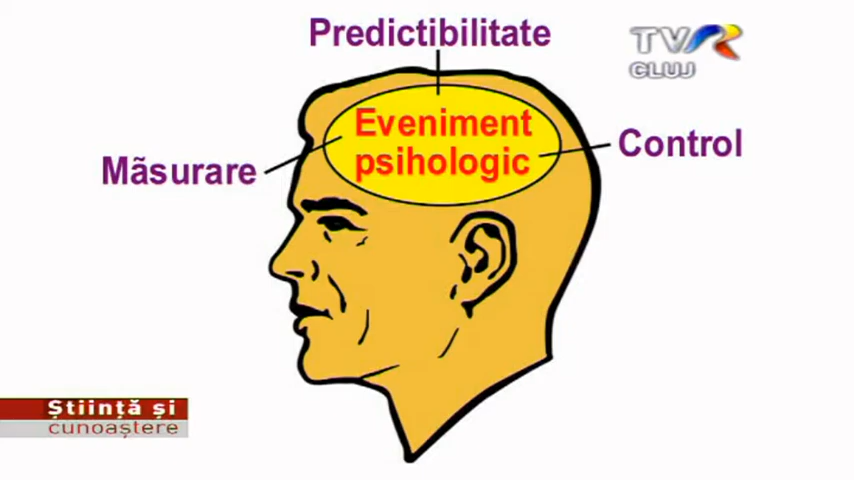 Predictibilitate
TVR
CLUJ
Eveniment
psihologic
Control
Mãsurare
Știință și
cunoaștere